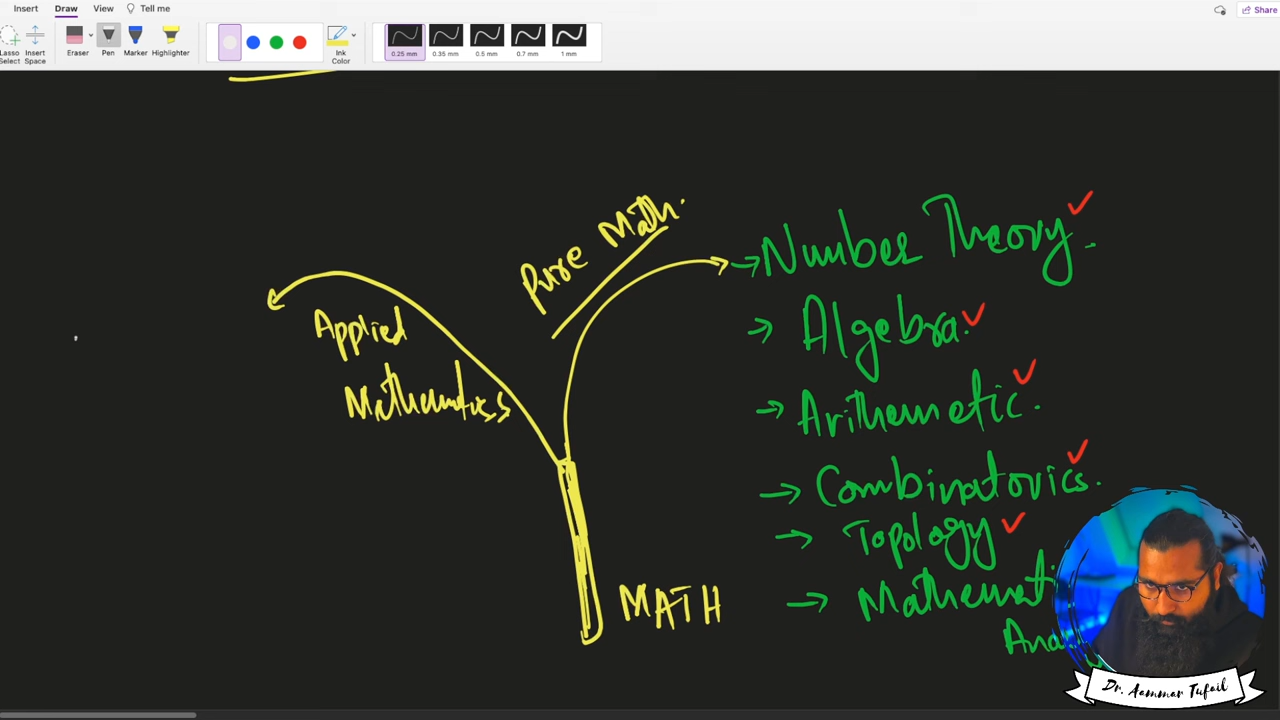 Insert Draw View Tell me
Share
Lasso Select
Insert Space
Eraser
Pen
Marker
Highlighter
Ink Color
0.25 mm
0.35 mm
0.5 mm
0.7 mm
1 mm
Pure Math.
Applied
Mathematics
MATH
Number Theory.
Algebra.
Arithemetic.
Combinatorics.
Topology
Mathemati
Ana
Dr. Aammar Tufail